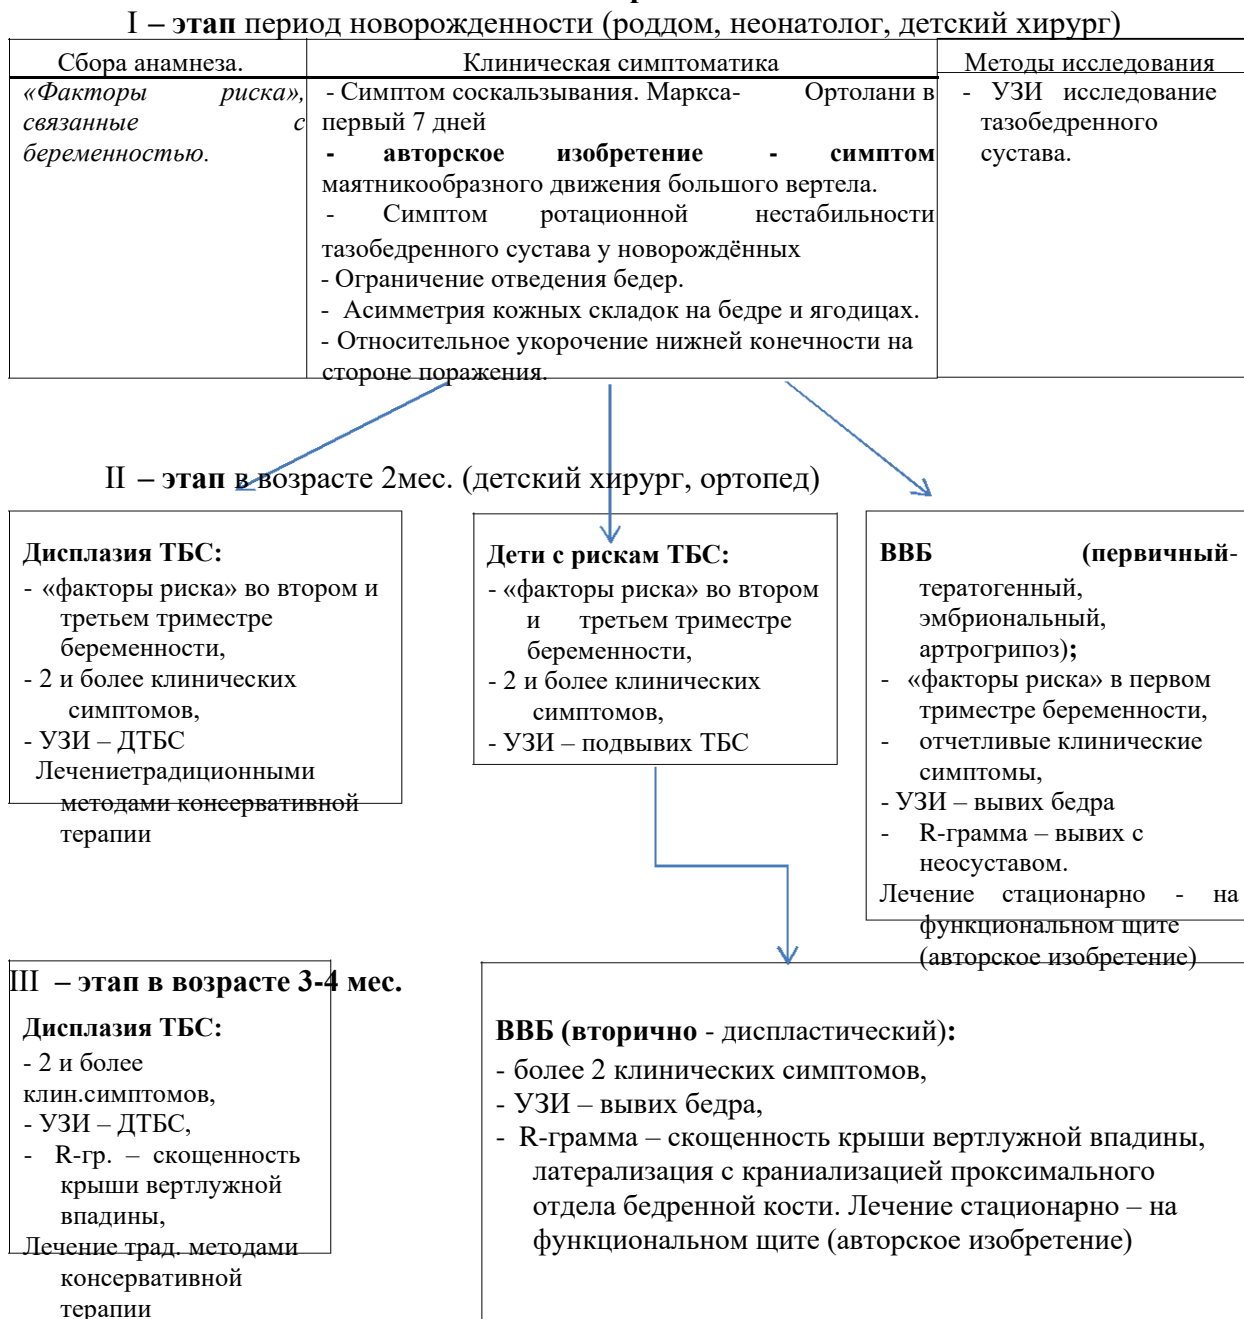 I – этап период новорожденности (роддом, неонатолог, детский хирург)
Сбора анамнеза.
«Факторы риска»,
связанные с
беременностью.
Клиническая симптоматика
- Симптом соскальзывания. Маркса- Ортолани в
первый 7 дней
- авторское изобретение - симптом
маятникообразного движения большого вертела.
- Симптом ротационной нестабильности
тазобедренного сустава у новорождённых
- Ограничение отведения бедер.
- Асимметрия кожных складок на бедре и ягодицах.
- Относительное укорочение нижней конечности на
стороне поражения.
Методы исследования
- УЗИ исследование
тазобедренного
сустава.
II – этап в возрасте 2мес. (детский хирург, ортопед)
Дисплазия ТБС:
- «факторы риска» во втором и
третьем триместре
беременности,
- 2 и более клинических
симптомов,
- УЗИ – ДТБС
Лечениетрадиционными
методами консервативной
терапии
Дети с рискам ТБС:
- «факторы риска» во втором
и третьем триместре
беременности,
- 2 и более клинических
симптомов,
- УЗИ – подвывих ТБС
ВВБ (первичный-
тератогенный,
эмбриональный,
артрогрипоз);
- «факторы риска» в первом
триместре беременности,
- отчетливые клинические
симптомы,
- УЗИ – вывих бедра
- R-грамма – вывих с
неосуставом.
Лечение стационарно - на
функциональном щите
(авторское изобретение)
III – этап в возрасте 3-4 мес.
Дисплазия ТБС:
- 2 и более
клин.симптомов,
- УЗИ – ДТБС,
- R-гр. – скощенность
крыши вертлужной
впадины,
Лечение трад. методами
консервативной
терапии
ВВБ (вторично - диспластический):
- более 2 клинических симптомов,
- УЗИ – вывих бедра,
- R-грамма – скощенность крыши вертлужной впадины,
латерализация с краниализацией проксимального
отдела бедренной кости. Лечение стационарно – на
функциональном щите (авторское изобретение)